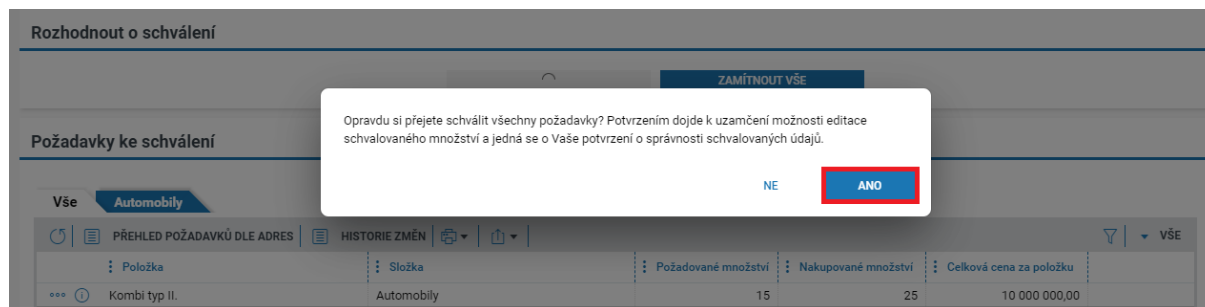 Rozhodnout o schválení
ZAMÍTNOUT VŠE
Opravdu si přejete schválit všechny požadavky? Potvrzením dojde k uzamčení možnosti editace
schvalovaného množství a jedná se o Vaše potvrzení o správnosti schvalovaných údajů.
Požadavky ke schválení
NE ANO
Vše Automobily
PŘEHLED POŽADAVKŮ DLE ADRES HISTORIE ZMĚN VŠE
Položka Složka Požadované množství Nakupované množství Celková cena za položku
Kombi typ II. Automobily 15 25 10 000 000,00